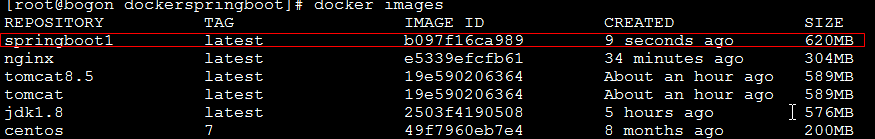 [root@bogon dockerspringboot]# docker images
REPOSITORY TAG IMAGE ID CREATED SIZE
springboot1 latest b097f16ca989 9 seconds ago 620MB
nginx latest e5339efcfb61 34 minutes ago 304MB
tomcat8.5 latest 19e590206364 About an hour ago 589MB
tomcat latest 19e590206364 About an hour ago 589MB
jdk1.8 latest 2503f4190508 5 hours ago 576MB
centos 7 49f7960eb7e4 8 months ago 200MB